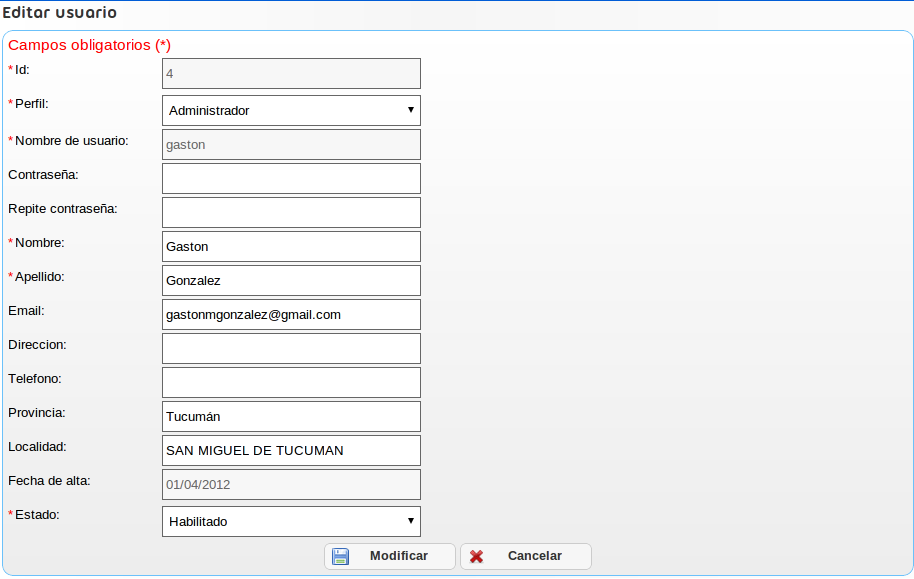 Editar usuario
Campos obligatorios (*)
*Id: 4
*Perfil: Administrador
*Nombre de usuario: gaston
Contraseña:
Repite contraseña:
*Nombre: Gaston
*Apellido: Gonzalez
Email: gastonmgonzalez@gmail.com
Direccion:
Telefono:
Provincia: Tucumán
Localidad: SAN MIGUEL DE TUCUMAN
Fecha de alta: 01/04/2012
*Estado: Habilitado
Modificar Cancelar